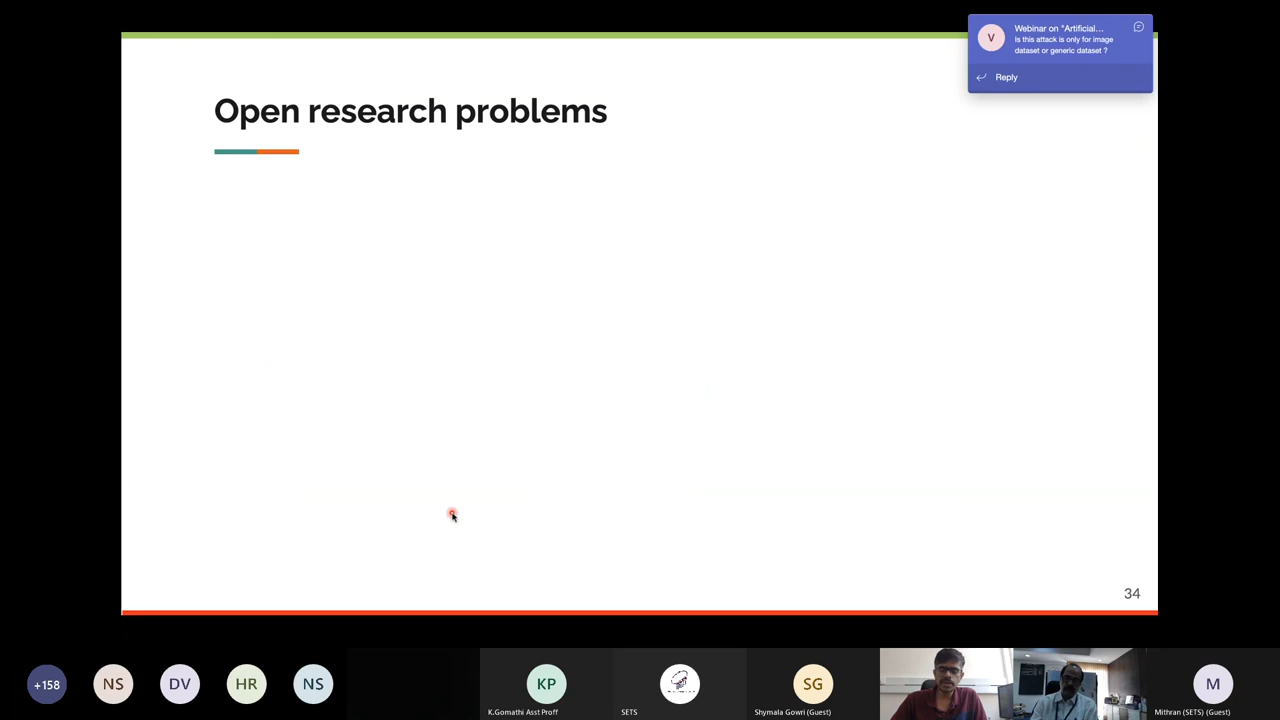 Webinar on "Artificial...
Is this attack is only for image
dataset or generic dataset ?
V
Reply
Open research problems
34
+158
NS
DV
HR
NS
KP
K.Gomathi Asst Proff
SETS
SG
Shymala Gowri (Guest)
M
Mithran (SETS) (Guest)